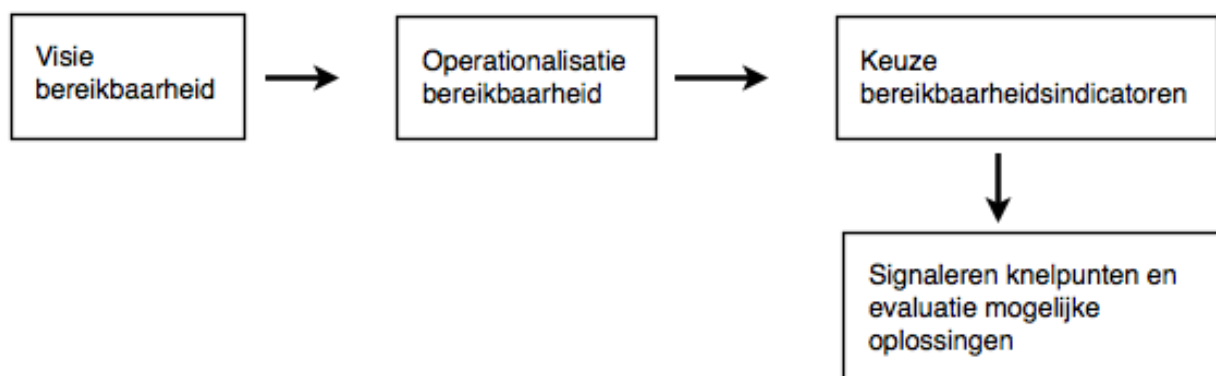 Visie
bereikbaarheid
Operationalisatie
bereikbaarheid
Keuze
bereikbaarheidsindicatoren
Signaleren knelpunten en
evaluatie mogelijke
oplossingen